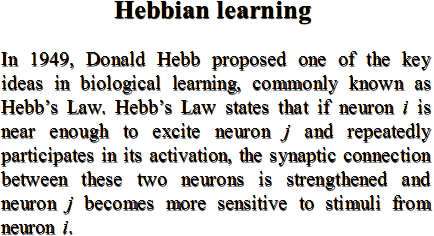 Hebbian learning
In 1949, Donald Hebb proposed one of the key
ideas in biological learning, commonly known as
Hebb’s Law. Hebb’s Law states that if neuron i is
near enough to excite neuron j and repeatedly
participates in its activation, the synaptic connection
between these two neurons is strengthened and
neuron j becomes more sensitive to stimuli from
neuron i.